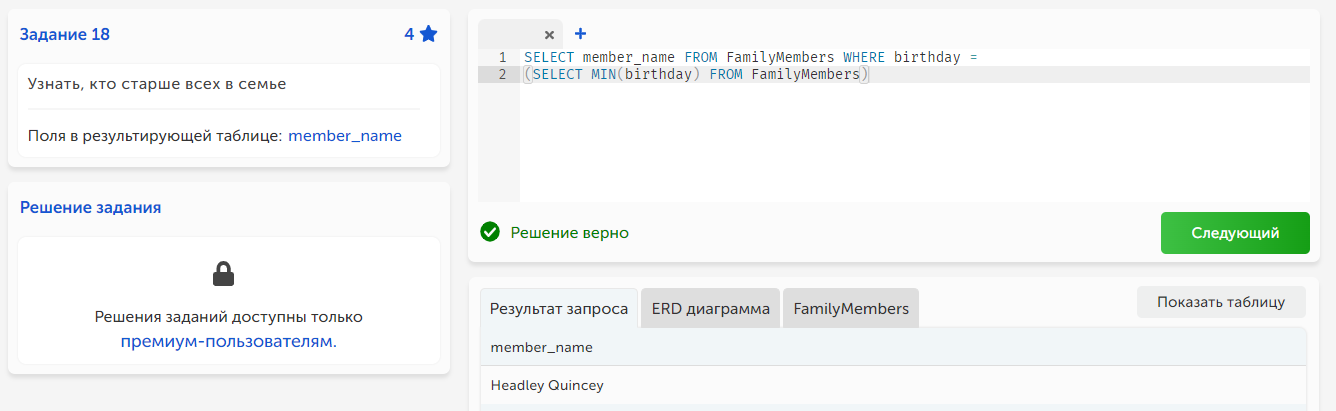 Задание 18
4
Узнать, кто старше всех в семье
Поля в результирующей таблице: member_name
Решение задания
Решения заданий доступны только
премиум-пользователям.
× +
1 SELECT member_name FROM FamilyMembers WHERE birthday =
2 (SELECT MIN(birthday) FROM FamilyMembers)
Решение верно
Следующий
Результат запроса
ERD диаграмма
FamilyMembers
Показать таблицу
member_name
Headley Quincey